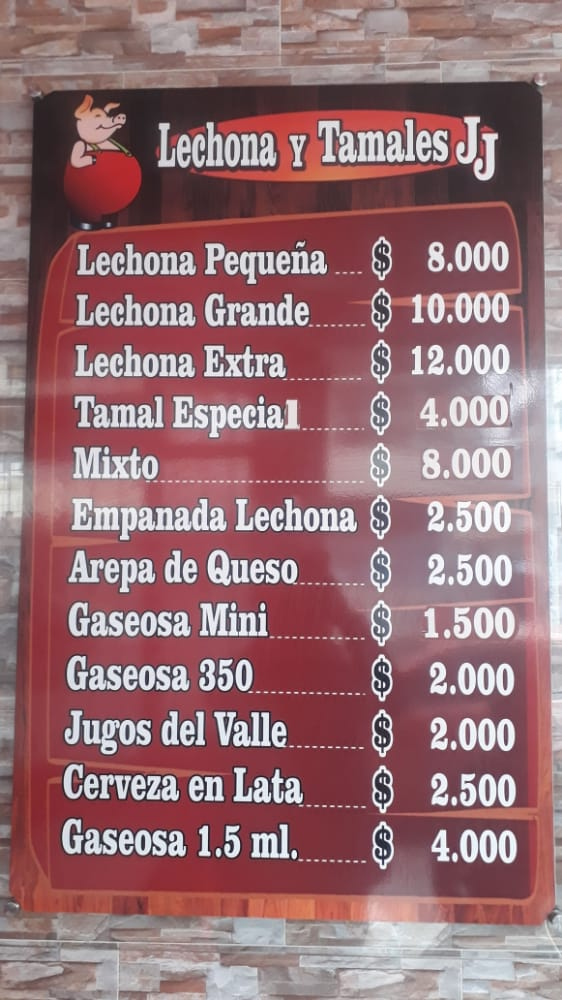 Lechona y Tamales JJ
Lechona Pequeña .... $ 8.000
Lechona Grande........ $ 10.000
Lechona Extra........... $ 12.000
Tamal Especial.......... $ 4.000
Mixto............................ $ 8.000
Empanada Lechona $ 2.500
Arepa de Queso......... $ 2.500
Gaseosa Mini............. $ 1.500
Gaseosa 350............... $ 2.000
Jugos del Valle.......... $ 2.000
Cerveza en Lata........ $ 2.500
Gaseosa 1.5 ml.......... $ 4.000